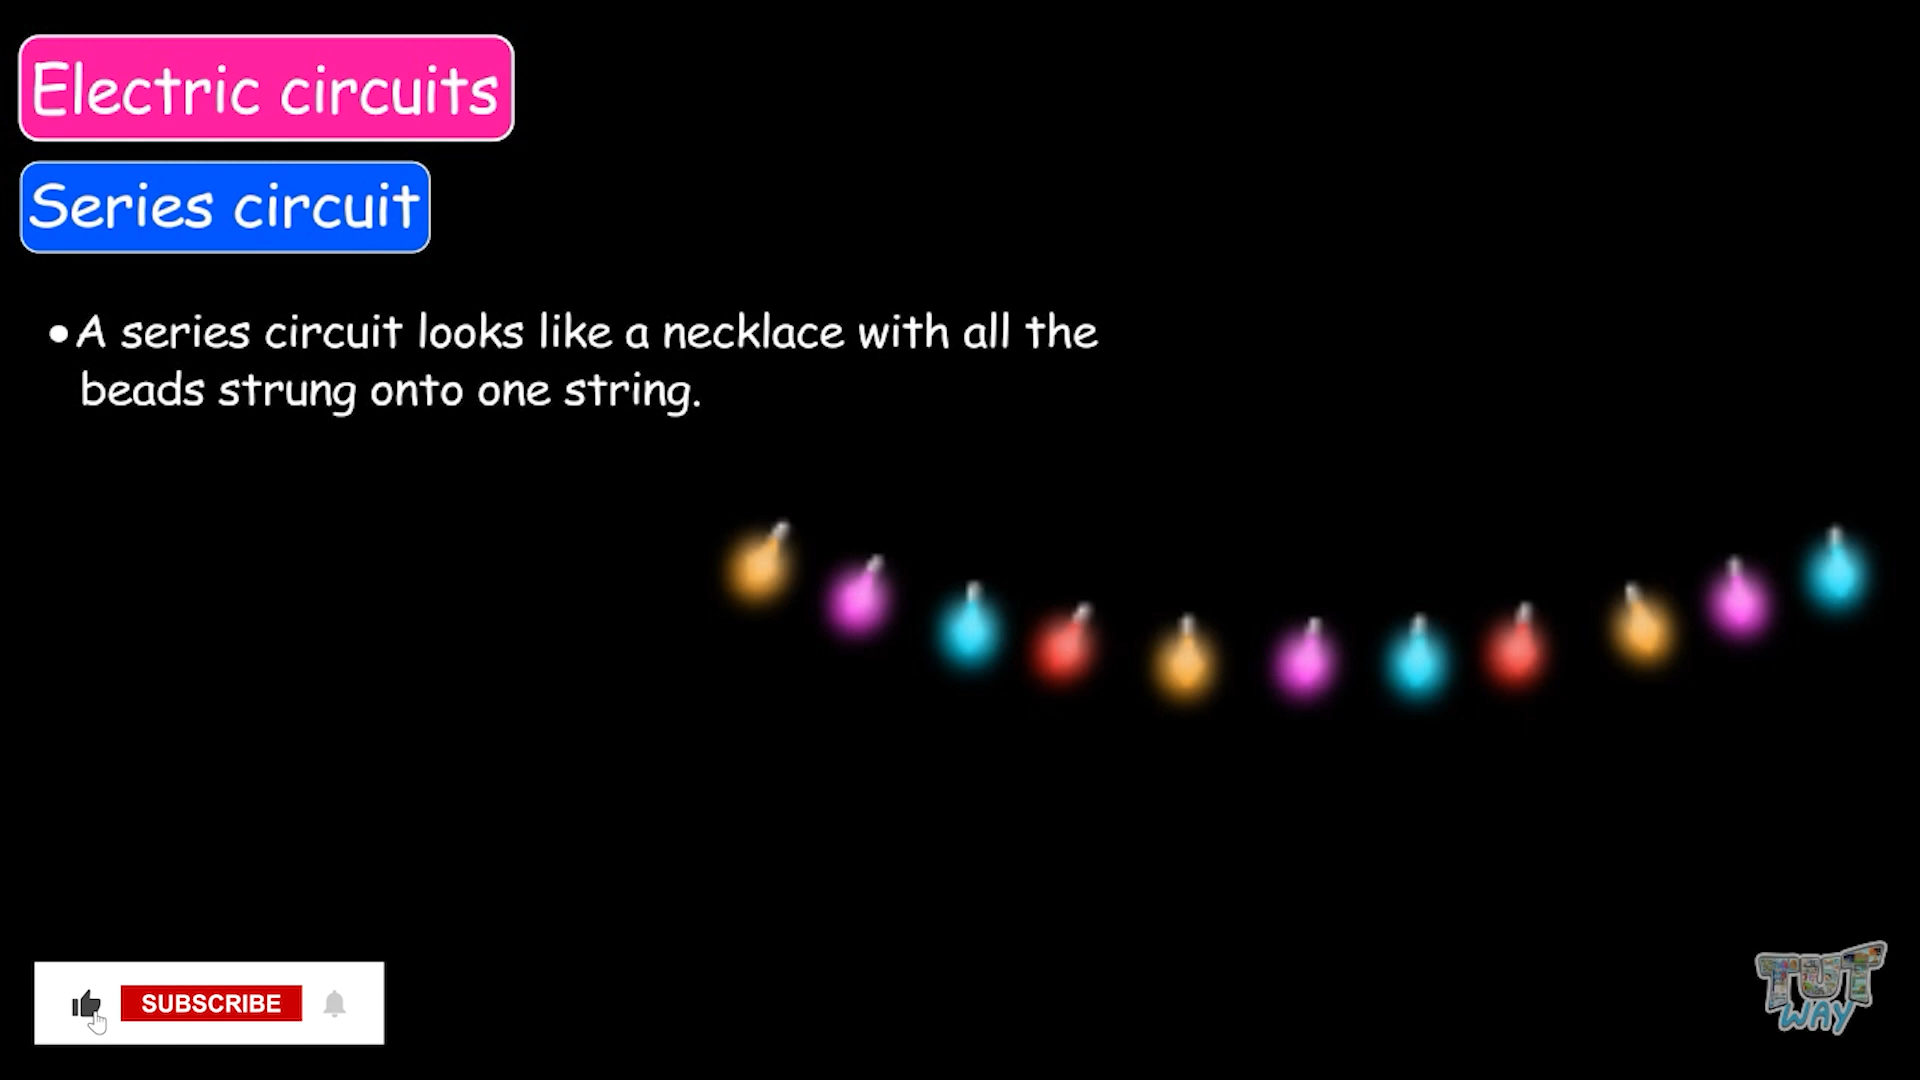 Electric circuits
Series circuit
•A series circuit looks like a necklace with all the
beads strung onto one string.
SUBSCRIBE
TUT
WAY